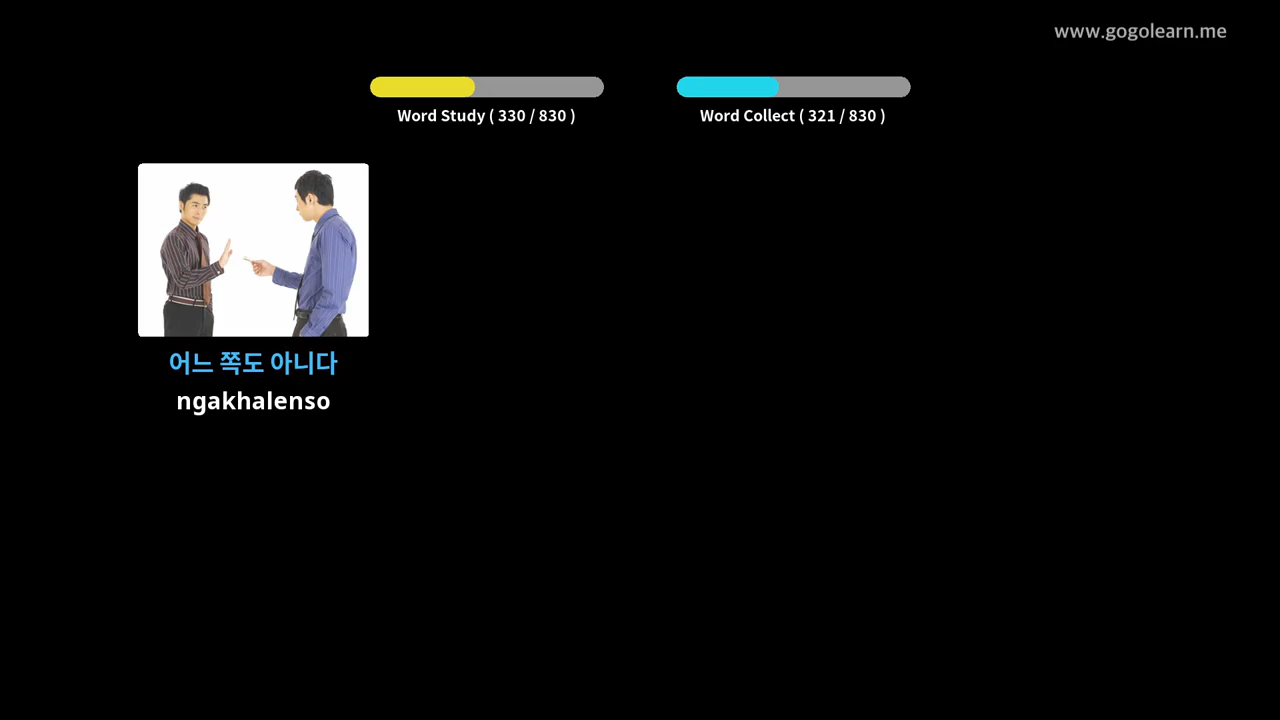 www.gogolearn.me
Word Study ( 330 / 830 )
Word Collect ( 321 / 830 )
어느 쪽도 아니다
ngakhalenso